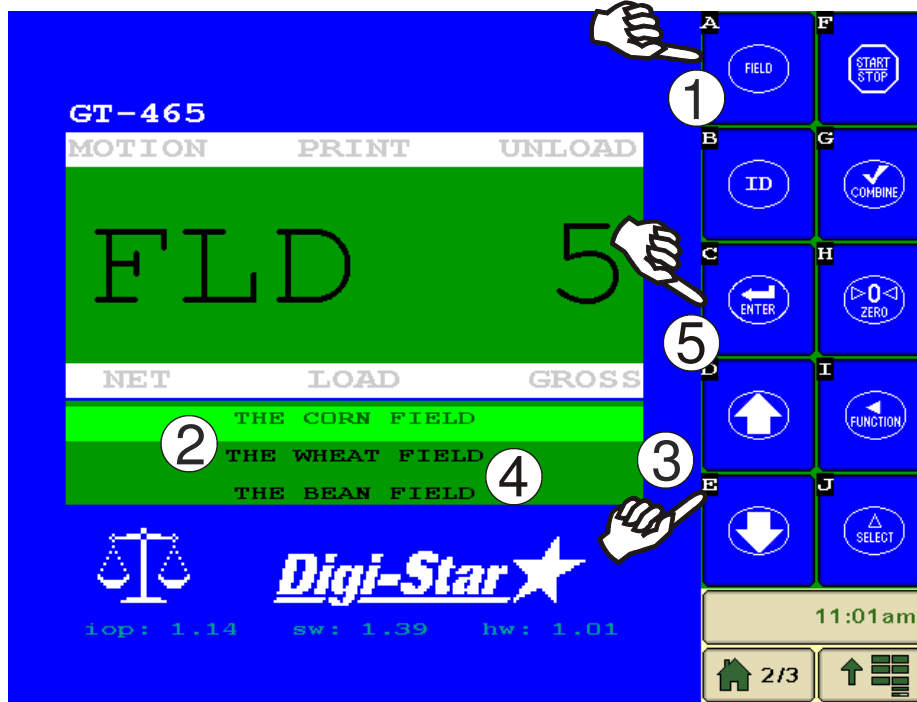 A
F
FIELD
START
STOP
1
GT-465
MOTION PRINT UNLOAD
B
G
ID
COMBINE
FLD 5
C
H
ENTER
0
ZERO
5
NET LOAD GROSS
D
I
FUNCTION
THE CORN FIELD
2
THE WHEAT FIELD
3
4
THE BEAN FIELD
E
J
SELECT
Digi-Star
iop: 1.14 sw: 1.39 hw: 1.01
11:01am
2/3